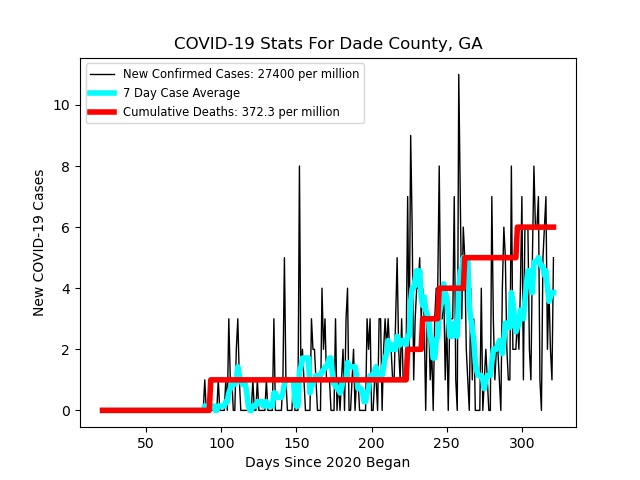 COVID-19 Stats For Dade County, GA
New Confirmed Cases: 27400 per million
7 Day Case Average
Cumulative Deaths: 372.3 per million
New COVID-19 Cases
10
8
6
4
2
0
50 100 150 200 250 300
Days Since 2020 Began